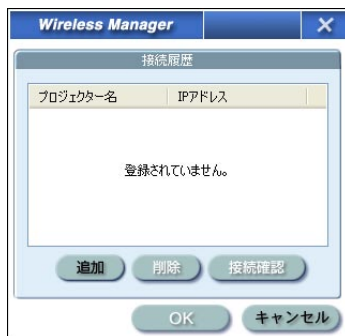 Wireless Manager
接続履歴
プロジェクター名 IPアドレス
登録されていません。
追加 削除 接続確認
OK キャンセル